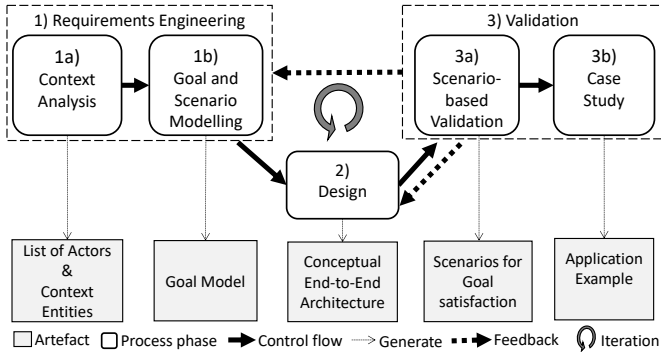 1) Requirements Engineering
1a)
Context
Analysis
1b)
Goal and
Scenario
Modelling
2)
Design
3) Validation
3a)
Scenario-
based
Validation
3b)
Case
Study
List of Actors
&
Context
Entities
Goal Model
Conceptual
End-to-End
Architecture
Scenarios for
Goal
satisfaction
Application
Example
Artefact
Process phase
Control flow
Generate
Feedback
Iteration